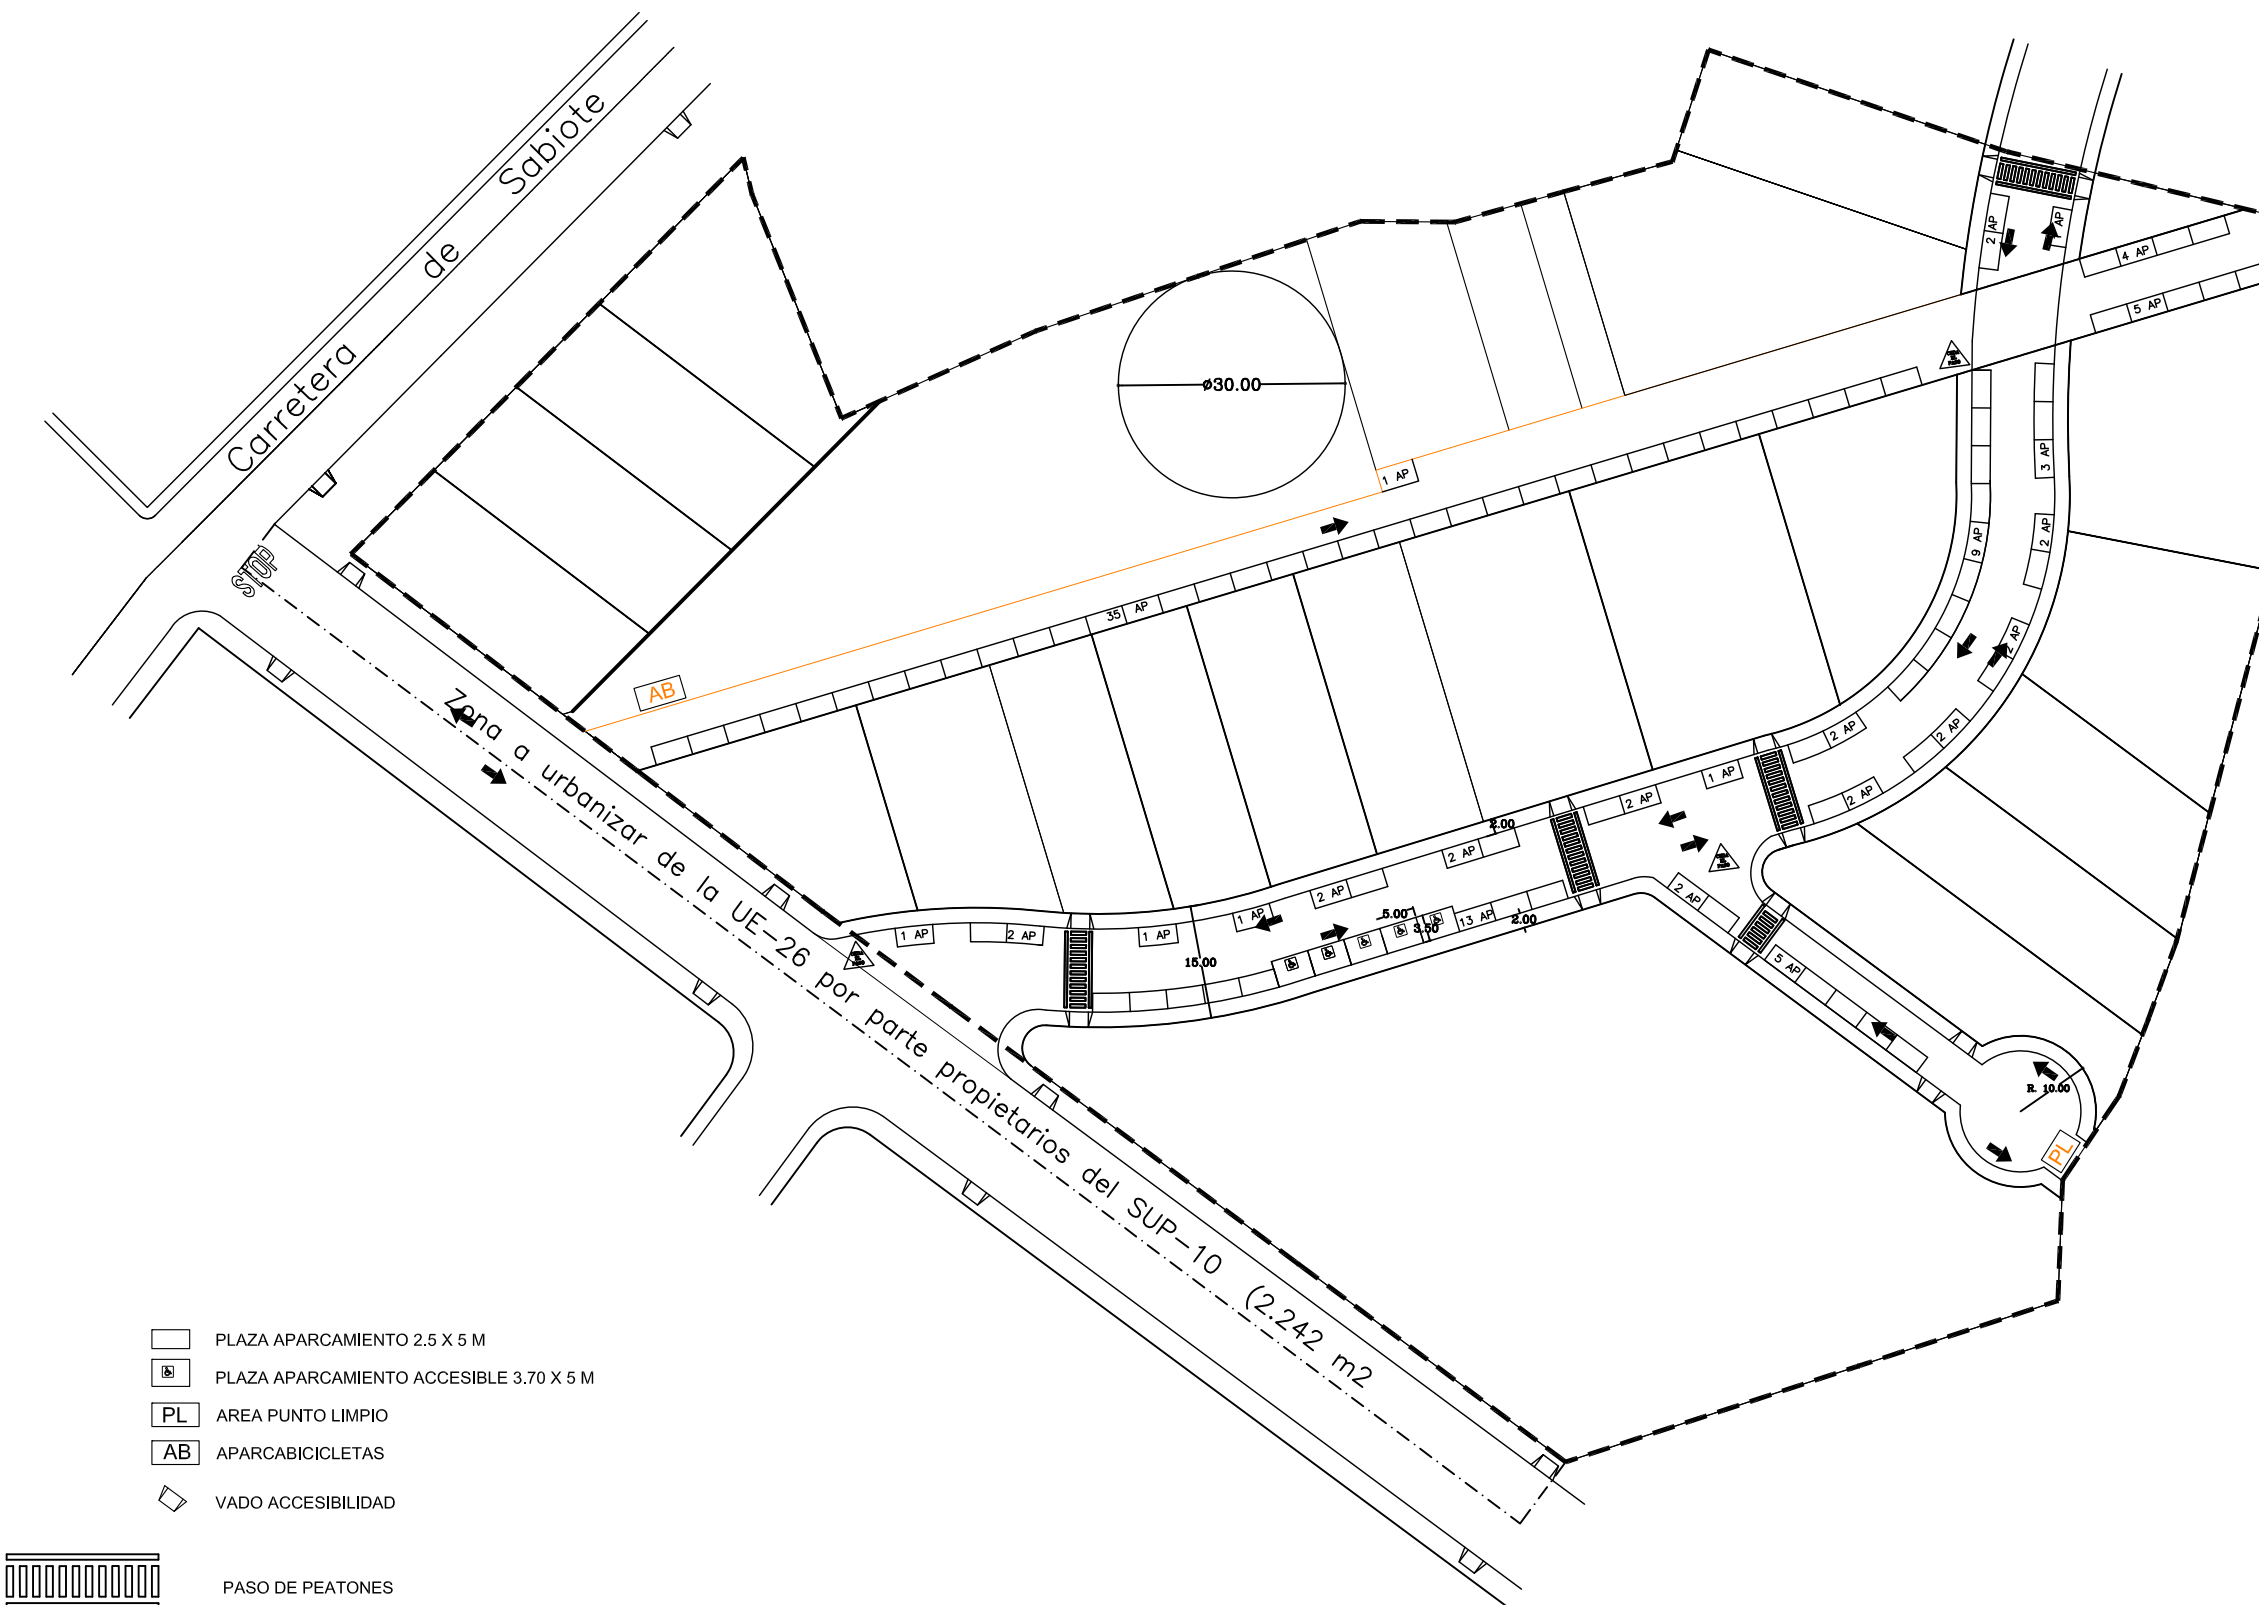 Carretera de Sabiote
STOP
Zona a urbanizar de la UE-26 por parte propietarios del SUP-10 (2.242 m2
ø30.00
AB
1 AP
35 AP
2 AP
1 AP
4 AP
5 AP
3 AP
9 AP
2 AP
2 AP
2 AP
2 AP
2 AP
1 AP
2 AP
2.00
2 AP
2 AP
1 AP
1 AP
2 AP
1 AP
15.00
5.00
3.50
13 AP
2.00
2 AP
5 AP
R. 10.00
PL
PLAZA APARCAMIENTO 2.5 X 5 M
PLAZA APARCAMIENTO ACCESIBLE 3.70 X 5 M
PL AREA PUNTO LIMPIO
AB APARCABICICLETAS
VADO ACCESIBILIDAD
PASO DE PEATONES